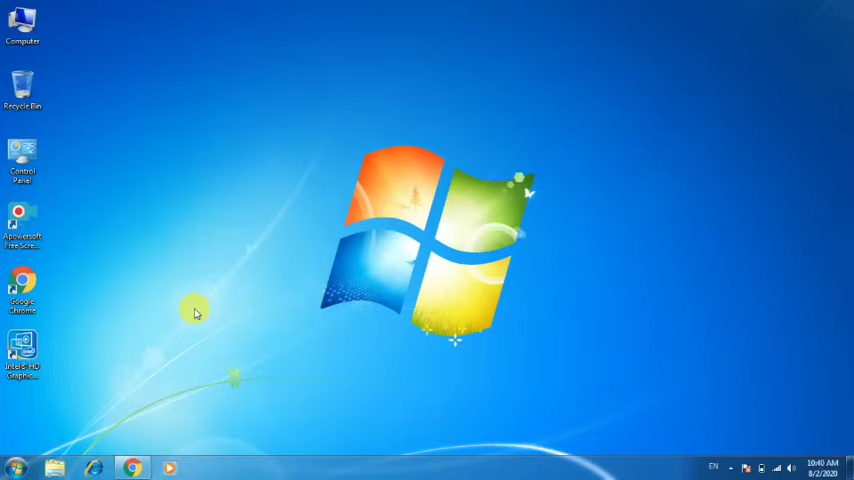 Computer
Recycle Bin
Control
Panel
Apowersoft
Free Scre...
Google
Chrome
Intel® HD
Graphic...
EN
10:40 AM
8/2/2020